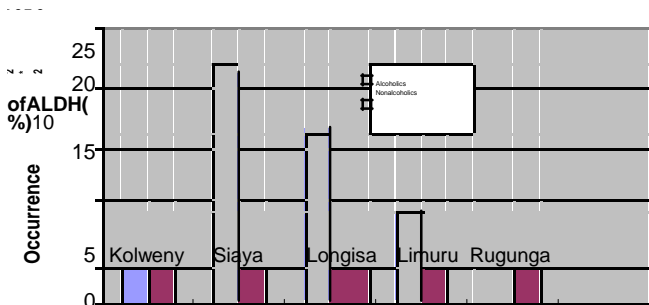 25
20
ofALDH(
%)10
15
Occurrence
5
0
Alcoholics
Nonalcoholics
Kolweny Siaya Longisa Limuru Rugunga